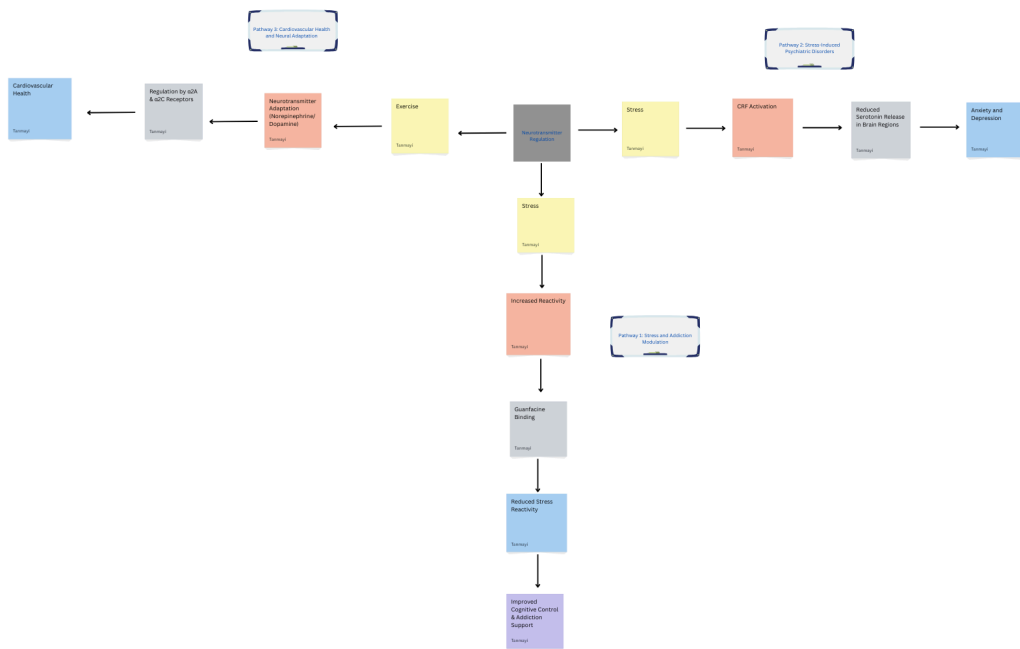 Pathway 3: Cardiovascular Health
and Neural Adaptation
Pathway 2: Stress-Induced
Psychiatric Disorders
Cardiovascular
Health
Tanmayi
Regulation by α2A
& α2C Receptors
Tanmayi
Neurotransmitter
Adaptation
(Norepinephrine/
Dopamine)
Tanmayi
Exercise
Tanmayi
Neurotransmitter
Regulation
Stress
Tanmayi
CRF Activation
Tanmayi
Reduced
Serotonin Release
in Brain Regions
Tanmayi
Anxiety and
Depression
Tanmayi
Stress
Tanmayi
Increased Reactivity
Tanmayi
Pathway 1: Stress and Addiction
Modulation
Guanfacine
Binding
Tanmayi
Reduced Stress
Reactivity
Tanmayi
Improved
Cognitive Control
& Addiction
Support
Tanmayi